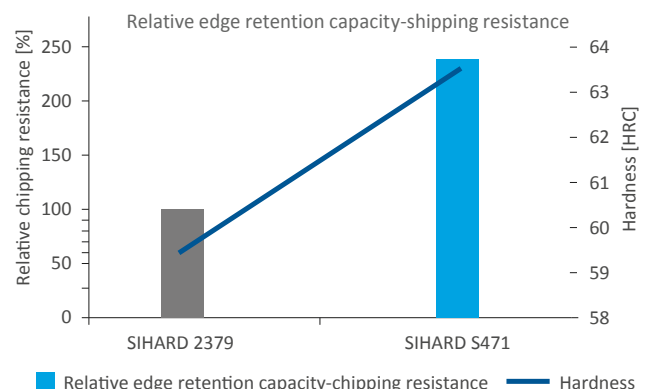 Relative edge retention capacity-shipping resistance
Relative chipping resistance [%]
250
200
150
100
50
0
64
63
62
61
60
59
58
Hardness [HRC]
SIHARD 2379
SIHARD S471
Relative edge retention capacity-chipping resistance
Hardness